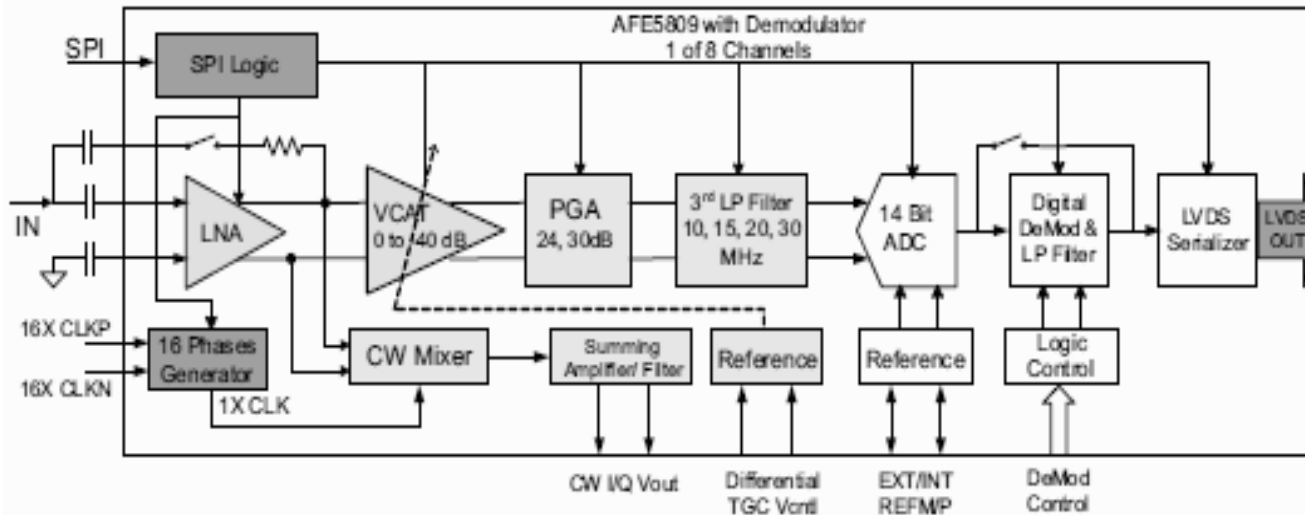 AFE5809 with Demodulator
1 of 8 Channels
SPI
SPI Logic
IN
LNA
VCAT
0 to -40 dB
PGA
24, 30dB
3rd LP Filter
10, 15, 20, 30
MHz
14 Bit
ADC
Digital
DeMod &
LP Filter
LVDS
Serializer
LVDS
OUT
16X CLKP
16X CLKN
16 Phases
Generator
1X CLK
CW Mixer
Summing
Amplifier/ Filter
Reference
Reference
Logic
Control
CW I/Q Vout
Differential
TGC Vcntl
EXT/INT
REFM/P
DeMod
Control